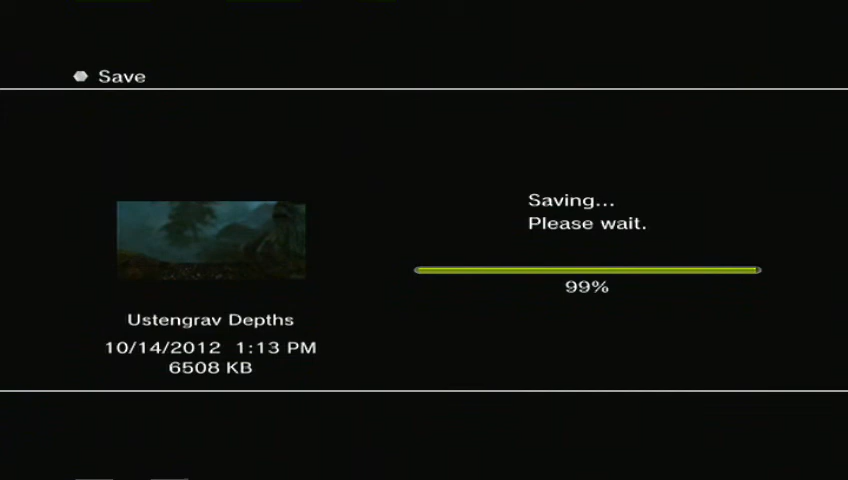 Save
Saving...
Please wait.
99%
Ustengrav Depths
10/14/2012 1:13 PM
6508 KB